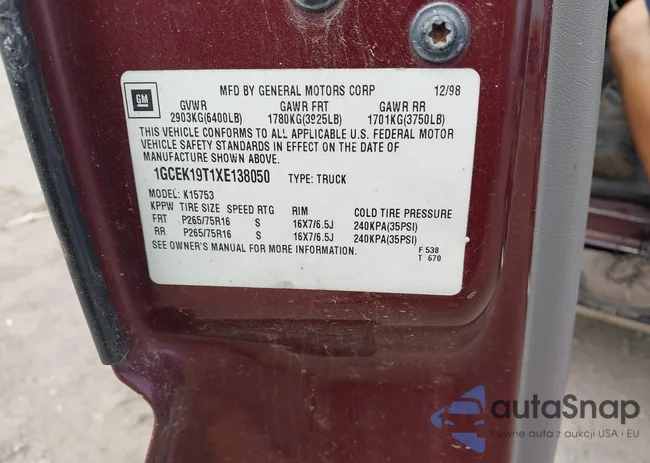 GM
MFD BY GENERAL MOTORS CORP 12/98
GVWR GAWR FRT GAWR RR
2903KG(6400LB) 1780KG(3925LB) 1701KG(3750LB)
THIS VEHICLE CONFORMS TO ALL APPLICABLE U.S. FEDERAL MOTOR
VEHICLE SAFETY STANDARDS IN EFFECT ON THE DATE OF
MANUFACTURE SHOWN ABOVE.
1GCEK19T1XE138050 TYPE: TRUCK
MODEL: K15753
KPPW TIRE SIZE SPEED RTG RIM COLD TIRE PRESSURE
FRT P265/75R16 S 16X7/6.5J 240KPA(35PSI)
RR P265/75R16 S 16X7/6.5J 240KPA(35PSI)
SEE OWNER'S MANUAL FOR MORE INFORMATION.
F 538
T 670
autaSnap
Pewne auta z aukcji USA i EU